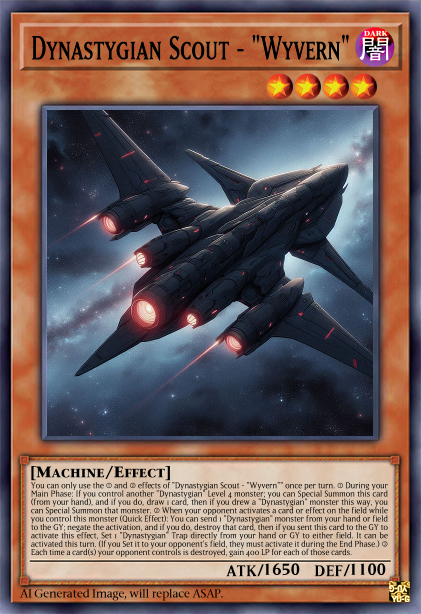 DYNASTYGIAN SCOUT - "WYVERN"
DARK
闇
[MACHINE/EFFECT]
You can only use the ① and ② effects of "Dynastygian Scout - "Wyvern"" once per turn. ① During your
Main Phase: If you control another "Dynastygian" Level 4 monster; you can Special Summon this card
(from your hand), and if you do, draw 1 card, then if you drew a "Dynastygian" monster this way, you
can Special Summon that monster. ② When your opponent activates a card or effect on the field while
you control this monster (Quick Effect): You can send 1 "Dynastygian" monster from your hand or field
to the GY; negate the activation, and if you do, destroy that card, then if you sent this card to the GY to
activate this effect, Set 1 "Dynastygian" Trap directly from your hand or GY to either field. It can be
activated this turn. (If you Set it to your opponent's field, they must activate it during the End Phase.) ③
Each time a card(s) your opponent controls is destroyed, gain 400 LP for each of those cards.
ATK/1650 DEF/1100
AI Generated Image, will replace ASAP.